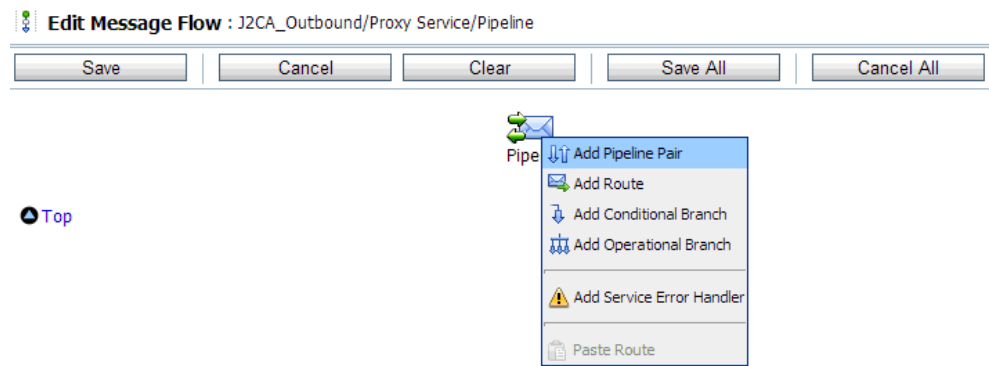 Edit Message Flow : J2CA_Outbound/Proxy Service/Pipeline
Save Cancel Clear Save All Cancel All
Pipe
Add Pipeline Pair
Add Route
Top
Add Conditional Branch
Add Operational Branch
Add Service Error Handler
Paste Route